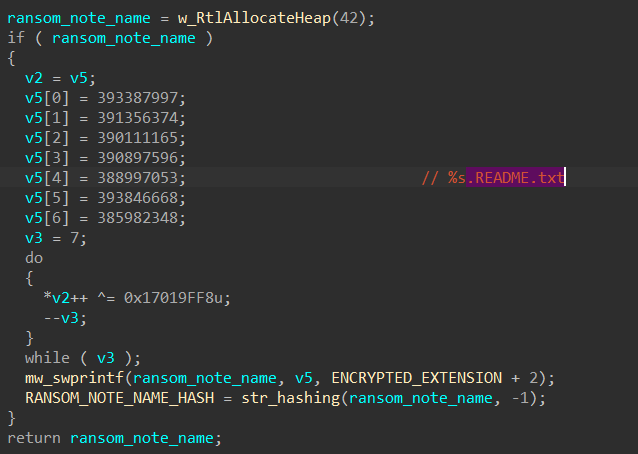 ransom_note_name = w_RtlAllocateHeap(42);
if ( ransom_note_name )
{
  v2 = v5;
  v5[0] = 393387997;
  v5[1] = 391356374;
  v5[2] = 390111165;
  v5[3] = 390897596;
  v5[4] = 388997053; // %s.README.txt
  v5[5] = 393846668;
  v5[6] = 385982348;
  v3 = 7;
  do
  {
    *v2++ ^= 0x17019FF8u;
    --v3;
  }
  while ( v3 );
  mw_swprintf(ransom_note_name, v5, ENCRYPTED_EXTENSION + 2);
  RANSOM_NOTE_NAME_HASH = str_hashing(ransom_note_name, -1);
}
return ransom_note_name;